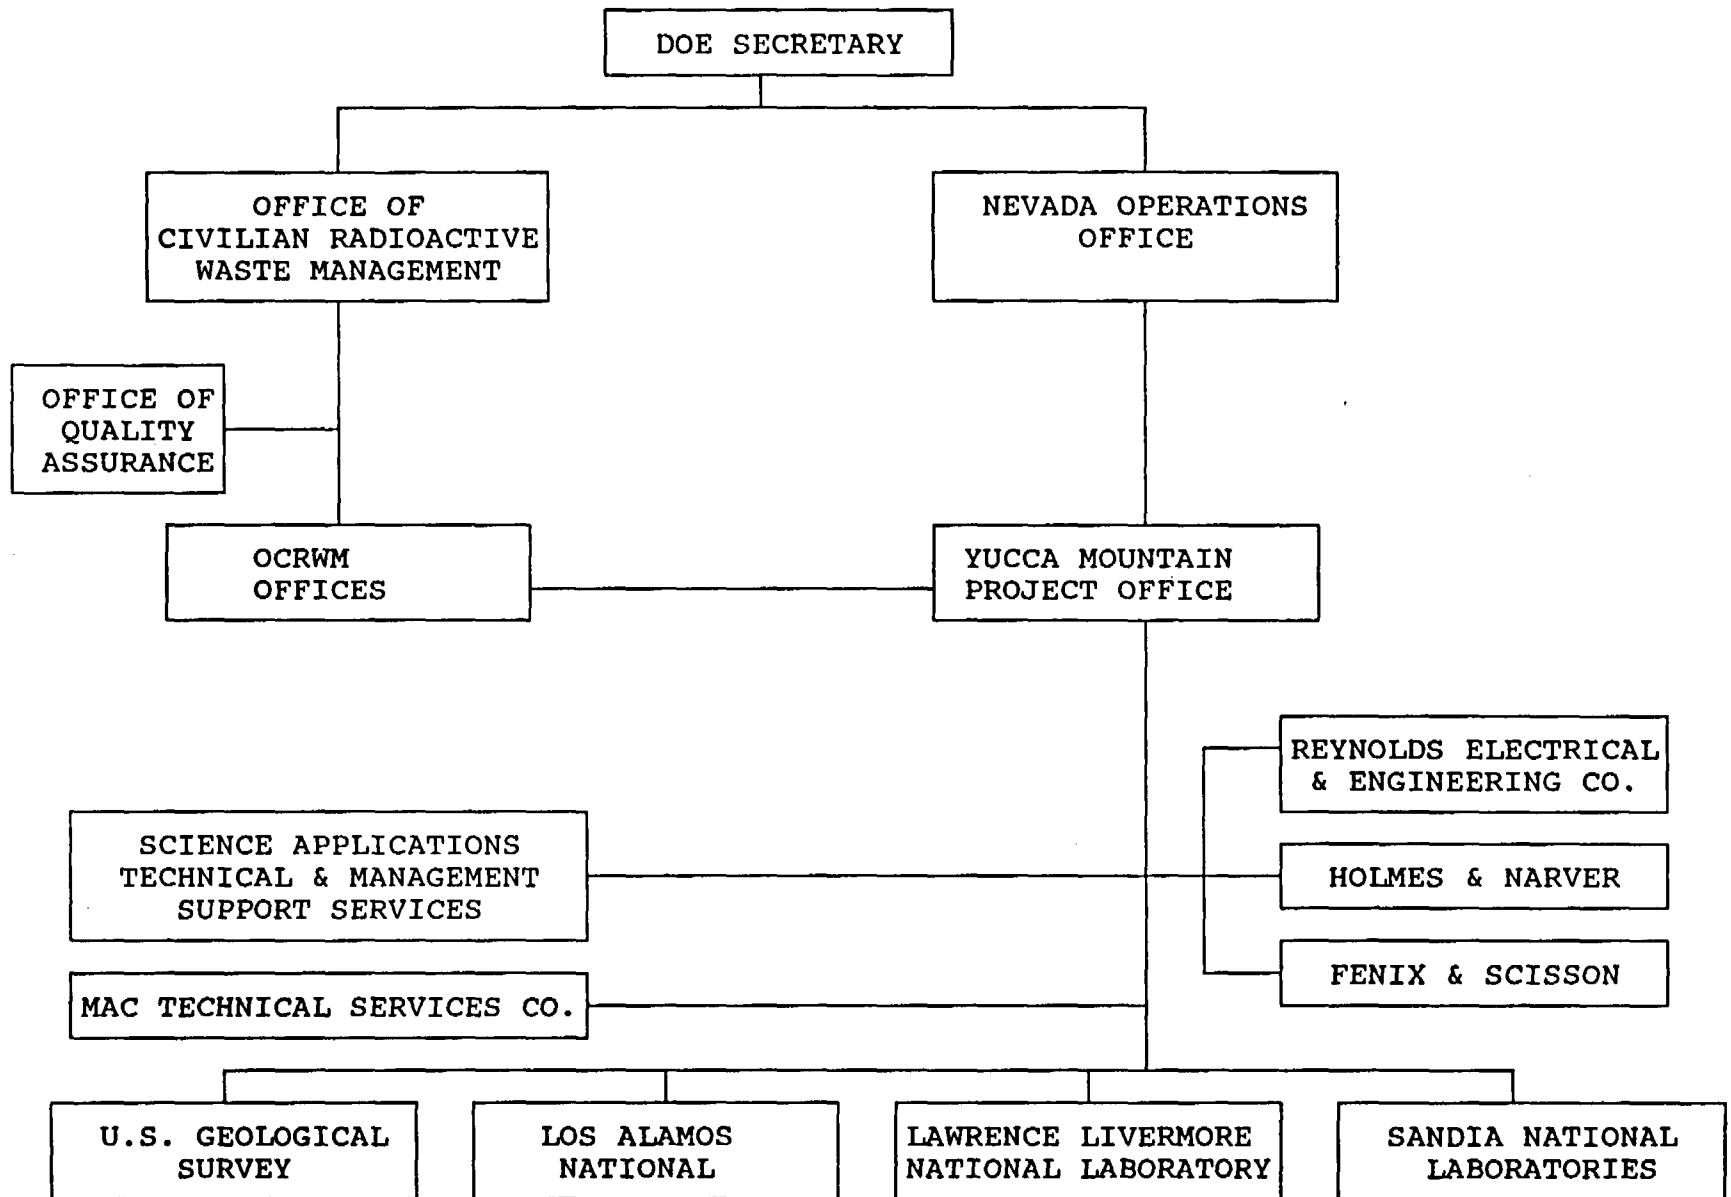 DOE SECRETARY
OFFICE OF
CIVILIAN RADIOACTIVE
WASTE MANAGEMENT
NEVADA OPERATIONS
OFFICE
OFFICE OF
QUALITY
ASSURANCE
OCRWM
OFFICES
YUCCA MOUNTAIN
PROJECT OFFICE
REYNOLDS ELECTRICAL
& ENGINEERING CO.
SCIENCE APPLICATIONS
TECHNICAL & MANAGEMENT
SUPPORT SERVICES
HOLMES & NARVER
FENIX & SCISSON
MAC TECHNICAL SERVICES CO.
U.S. GEOLOGICAL
SURVEY
LOS ALAMOS
NATIONAL
LAWRENCE LIVERMORE
NATIONAL LABORATORY
SANDIA NATIONAL
LABORATORIES